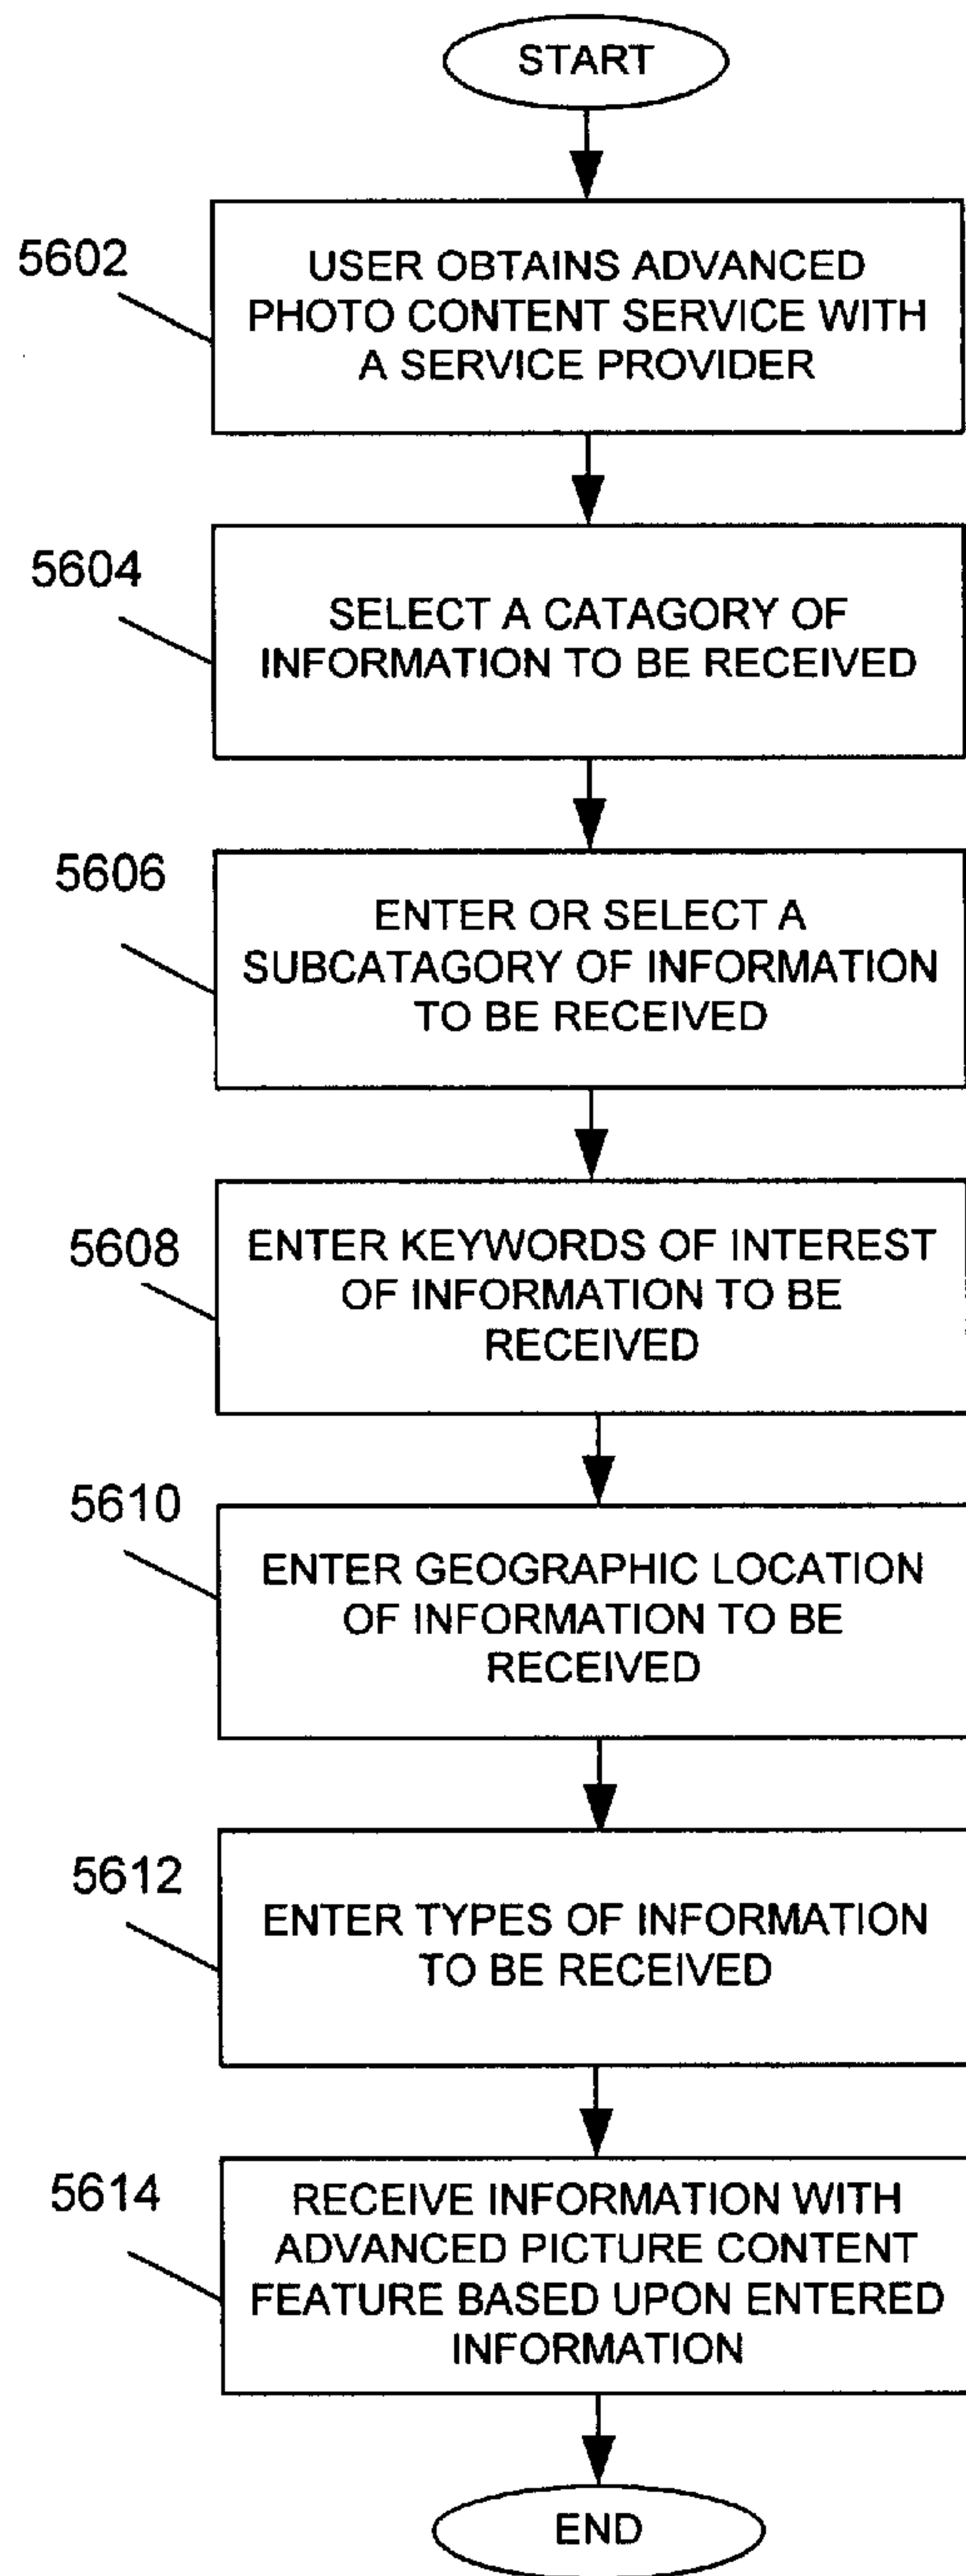 START
5602
USER OBTAINS ADVANCED
PHOTO CONTENT SERVICE WITH
A SERVICE PROVIDER
5604
SELECT A CATAGORY OF
INFORMATION TO BE RECEIVED
5606
ENTER OR SELECT A
SUBCATAGORY OF INFORMATION
TO BE RECEIVED
5608
ENTER KEYWORDS OF INTEREST
OF INFORMATION TO BE
RECEIVED
5610
ENTER GEOGRAPHIC LOCATION
OF INFORMATION TO BE
RECEIVED
5612
ENTER TYPES OF INFORMATION
TO BE RECEIVED
5614
RECEIVE INFORMATION WITH
ADVANCED PICTURE CONTENT
FEATURE BASED UPON ENTERED
INFORMATION
END